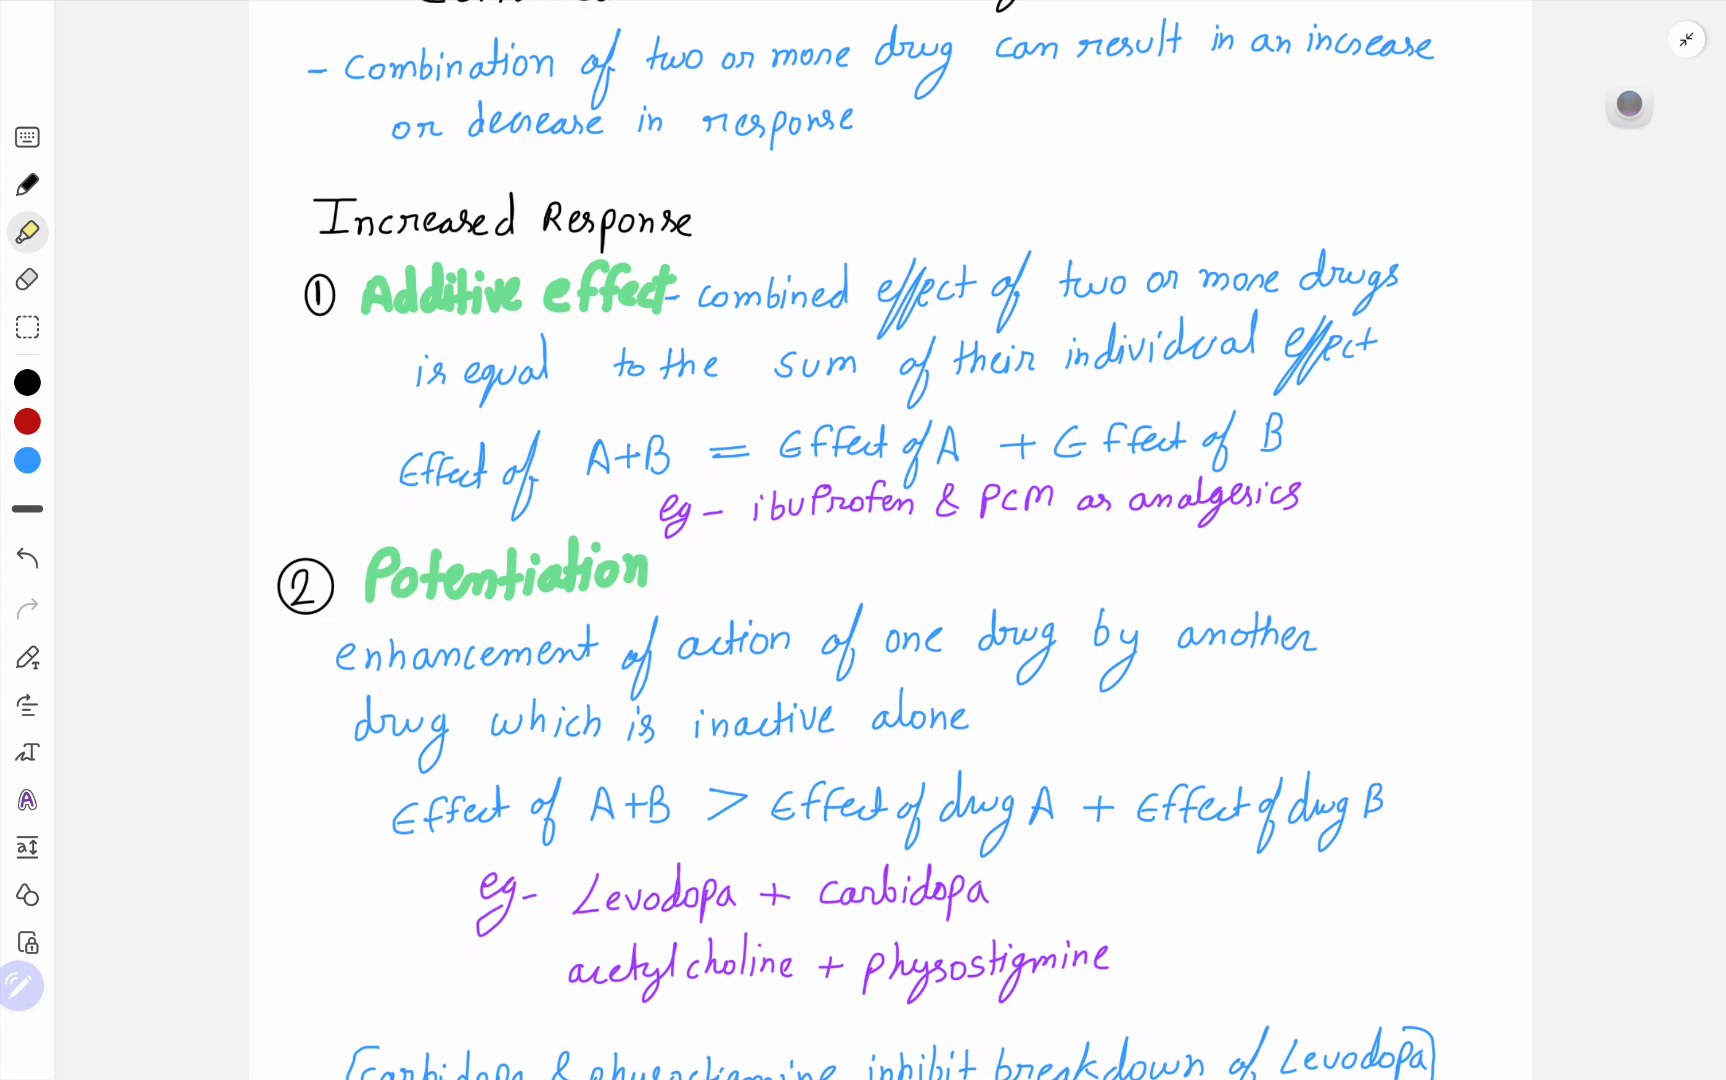 - Combination of two or more drug can result in an increase
or decrease in response
Increased Response
① Additive effect - combined effect of two or more drugs
is equal to the sum of their individual effect
Effect of A+B = Effect of A + Effect of B
eg - ibuprofen & PCM as analgesics
② Potentiation
enhancement of action of one drug by another
drug which is inactive alone
Effect of A+B > Effect of drug A + Effect of drug B
eg - Levodopa + carbidopa
acetylcholine + physostigmine
[carbidopa & physostigmine inhibit breakdown of Levodopa]